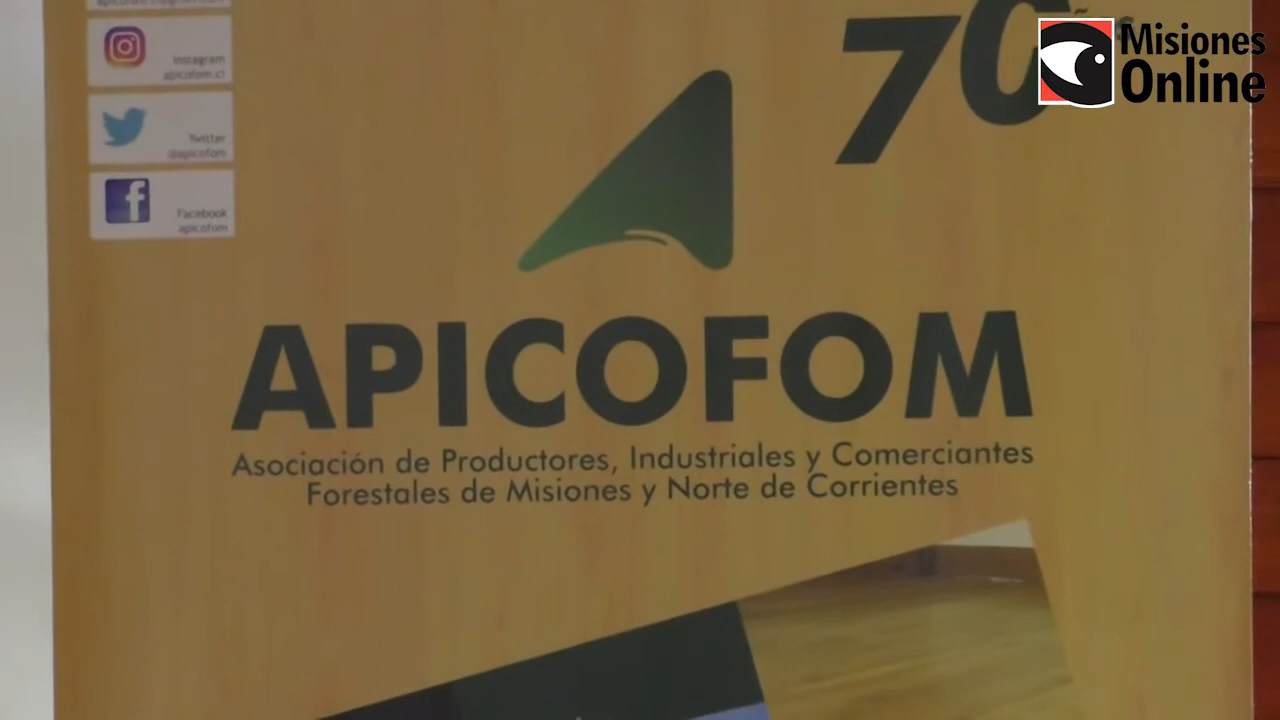 70
Misiones
Online
Instagram
apicofom.ci
Twitter
@apicofom
Facebook
apicofom
APICOFOM
Asociación de Productores, Industriales y Comerciantes
Forestales de Misiones y Norte de Corrientes